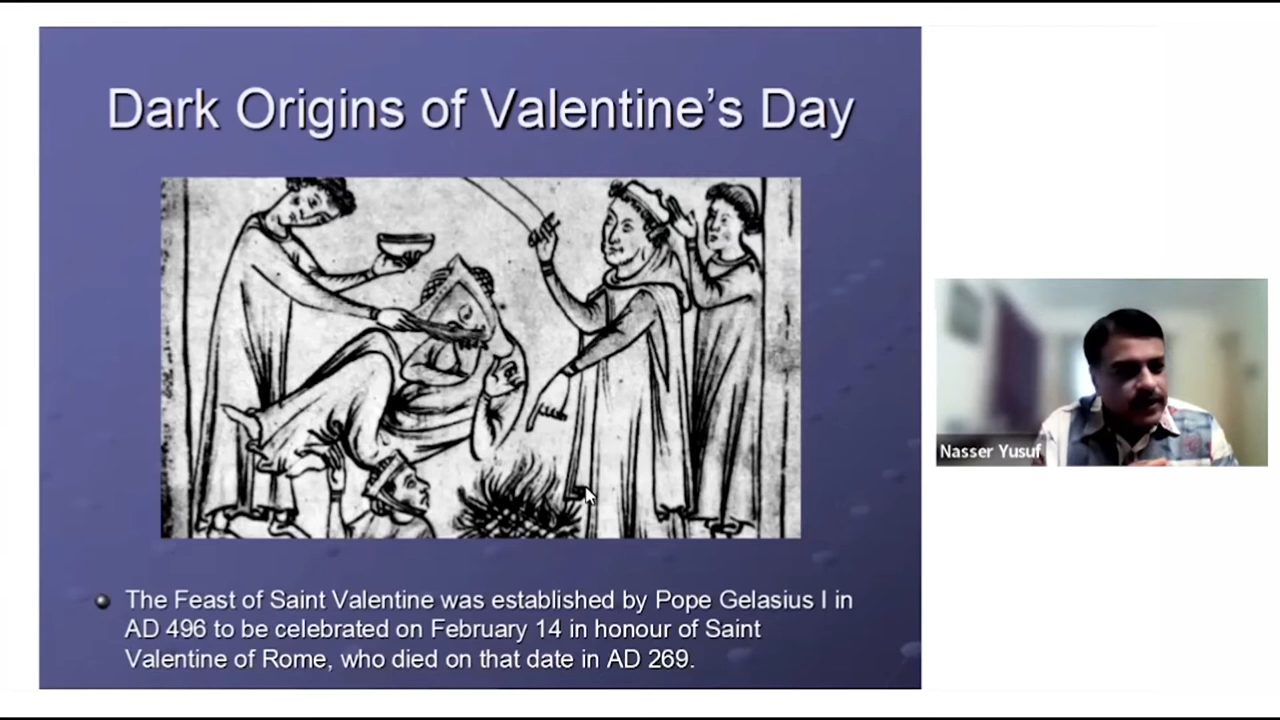 Dark Origins of Valentine's Day
The Feast of Saint Valentine was established by Pope Gelasius I in
AD 496 to be celebrated on February 14 in honour of Saint
Valentine of Rome, who died on that date in AD 269.
Nasser Yusuf